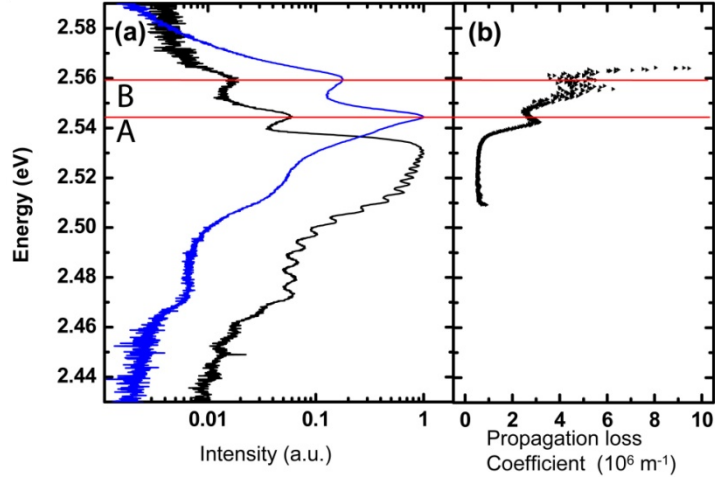 (a)
(b)
B
A
2.58
2.56
2.54
2.52
2.50
2.48
2.46
2.44
Energy (eV)
0.01 0.1 1
Intensity (a.u.)
0 2 4 6 8 10
Propagation loss
Coefficient (10⁶ m⁻¹)